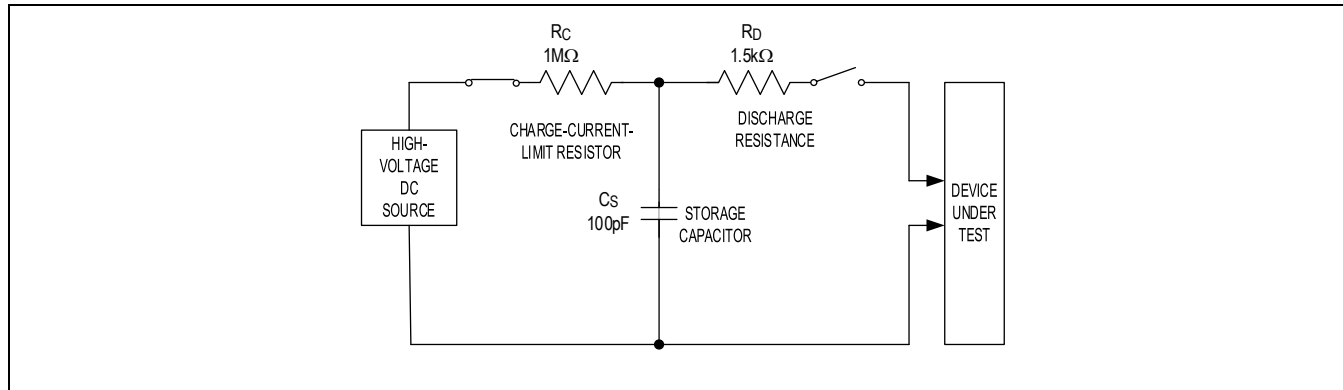 RC
1MΩ
RD
1.5kΩ
CHARGE-CURRENT-
LIMIT RESISTOR
DISCHARGE
RESISTANCE
HIGH-
VOLTAGE
DC
SOURCE
CS
100pF
STORAGE
CAPACITOR
DEVICE
UNDER
TEST